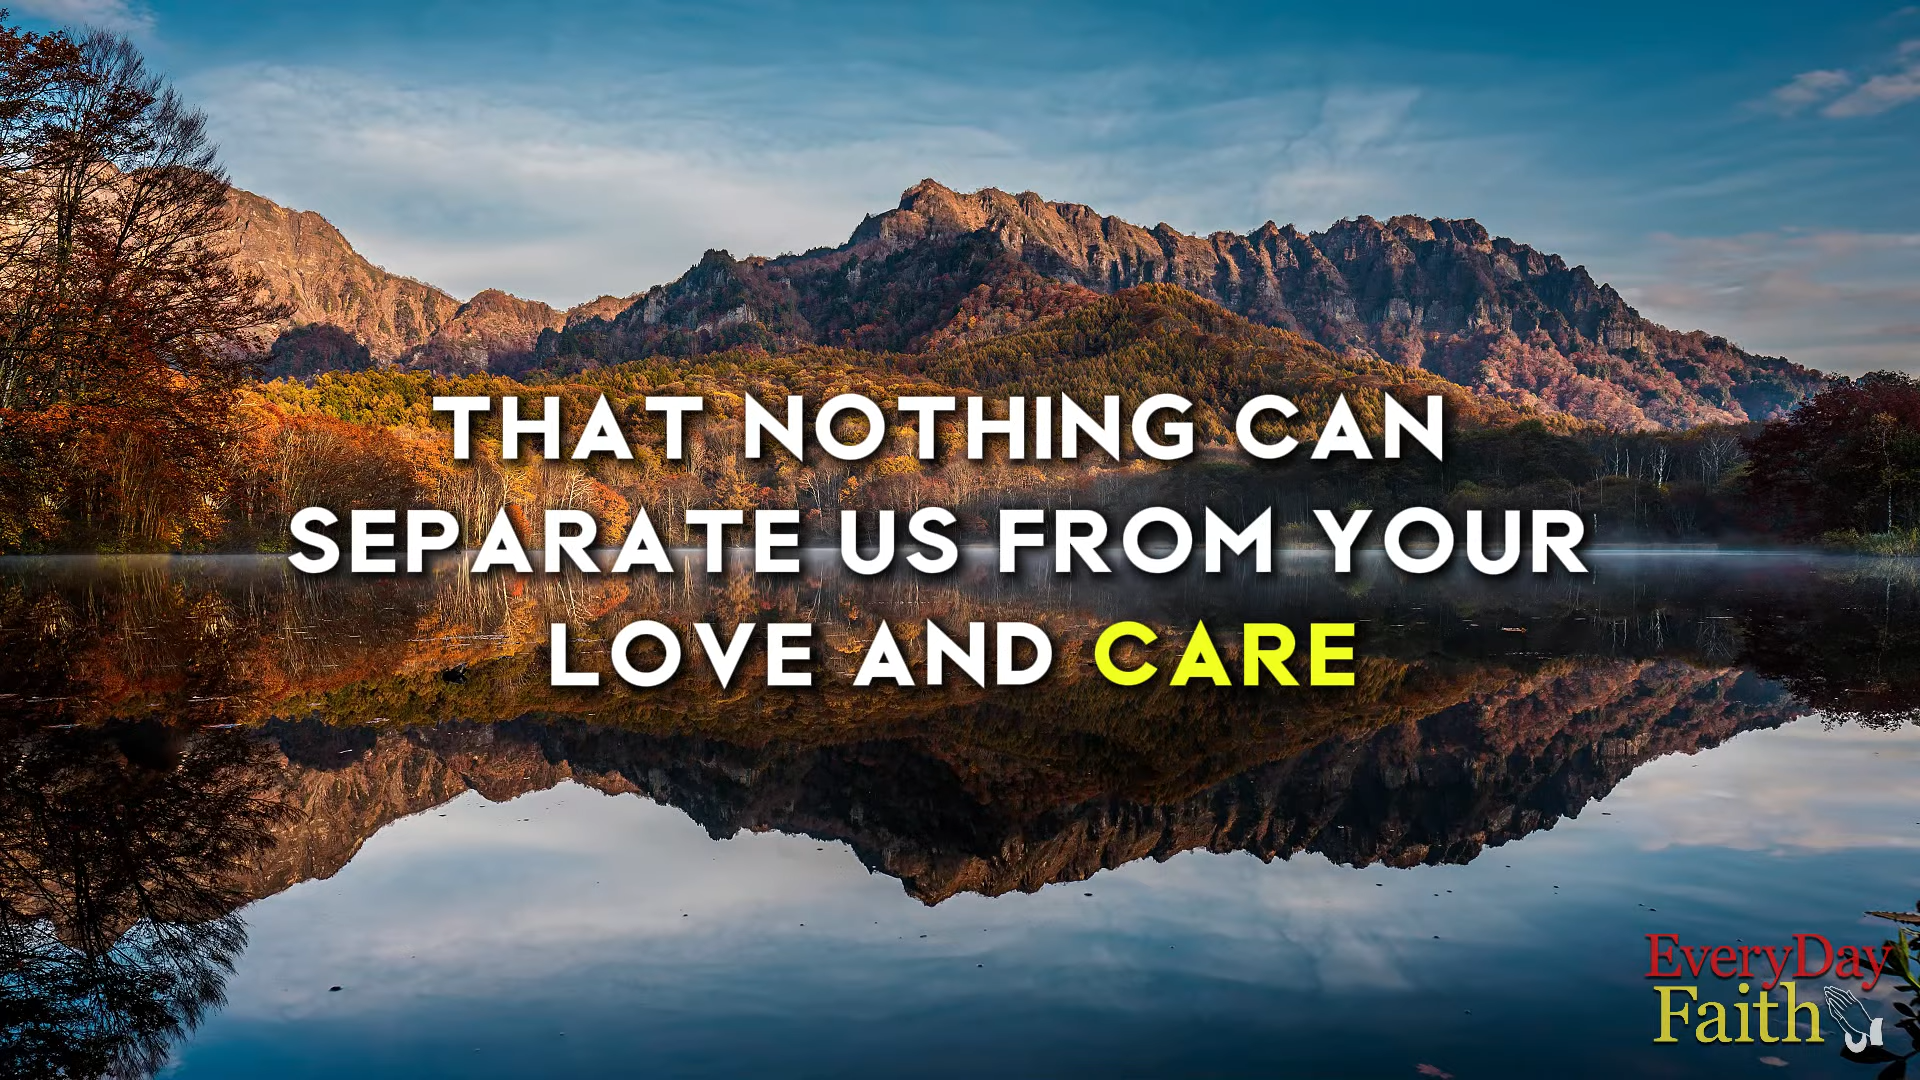 THAT NOTHING CAN
SEPARATE US FROM YOUR
LOVE AND CARE
EveryDay
Faith